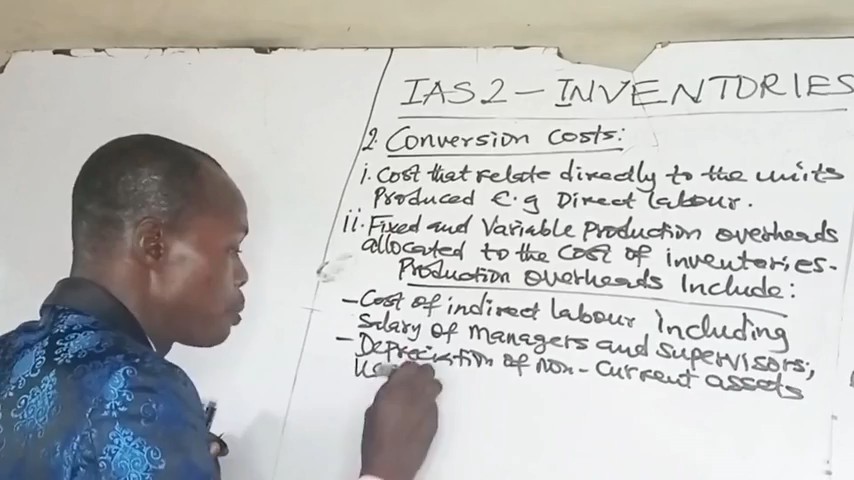 IAS2 - INVENTORIES
2. Conversion costs:
i. Cost that relate directly to the units
Produced e.g Direct labour.
ii. Fixed and Variable production overheads
allocated to the cost of inventories.
Production overheads Include:
- Cost of indirect labour including
Salary of managers and supervisors,
- Depreciation of non-current assets